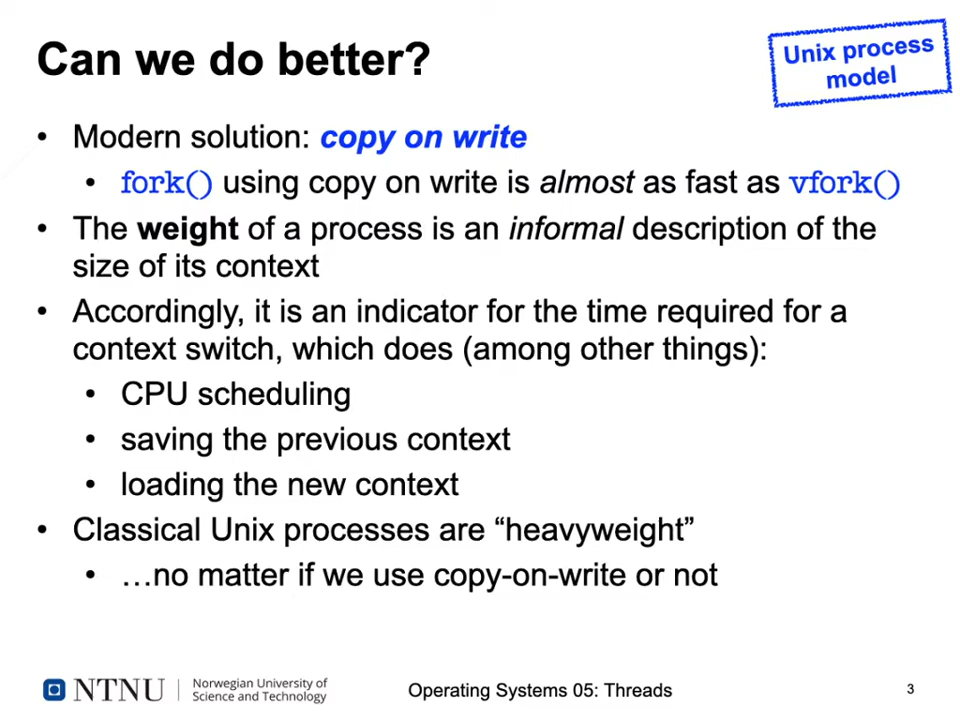 Can we do better?
Unix process
model
• Modern solution: copy on write
• fork() using copy on write is almost as fast as vfork()
• The weight of a process is an informal description of the
size of its context
• Accordingly, it is an indicator for the time required for a
context switch, which does (among other things):
• CPU scheduling
• saving the previous context
• loading the new context
• Classical Unix processes are “heavyweight”
• …no matter if we use copy-on-write or not
NTNU
Norwegian University of
Science and Technology
Operating Systems 05: Threads
3